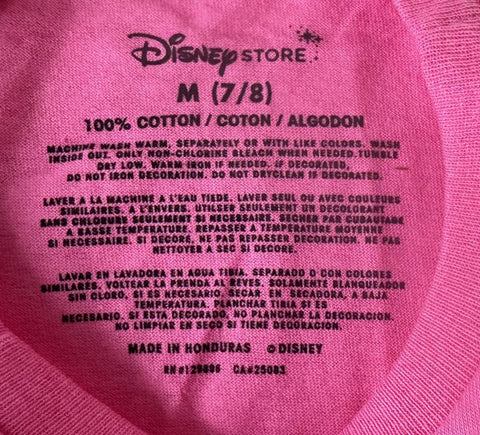 Disney STORE
M (7/8)
100% COTTON / COTON / ALGODON
MACHINE WASH WARM, SEPARATELY OR WITH LIKE COLORS. WASH
INSIDE OUT. ONLY NON-CHLORINE BLEACH WHEN NEEDED. TUMBLE
DRY LOW. WARM IRON IF NEEDED. IF DECORATED,
DO NOT IRON DECORATION. DO NOT DRYCLEAN IF DECORATED.
LAVER A LA MACHINE A L'EAU TIEDE. LAVER SEUL OU AVEC COULEURS
SIMILAIRES. A L'ENVERS. UTILSER SEULEMENT UN DECOLORANT
SANS CHLOURE SEULEMENT SI NECESSAIRE. SECHER PAR CUBAUTAGE
A BASSE TEMPERATURE. REPASSER A TEMPERATURE MOYENNE
SI NECESSAIRE. SI DECORE, NE PAS REPASSER DECORATION. NE PAS
NETTOYER A SEC SI DECORE.
LAVAR EN LAVADORA EN AGUA TIBIA. SEPARADO O CON COLORES
SIMILARES. VOLTEAR LA PRENDA AL REVES. SOLAMENTE BLANQUEADOR
SIN CLORO, SI ES NECESARIO. SECAR EN SECADORA, A BAJA
TEMPERATURA. PLANCHAR TIBIA SI ES
NECESARIO. SI ESTA DECORADO, NO PLANCHAR LA DECORACION.
NO LIMPIAR EN SECO SI TIENE DECORACION.
MADE IN HONDURAS ©DISNEY
CA#25083